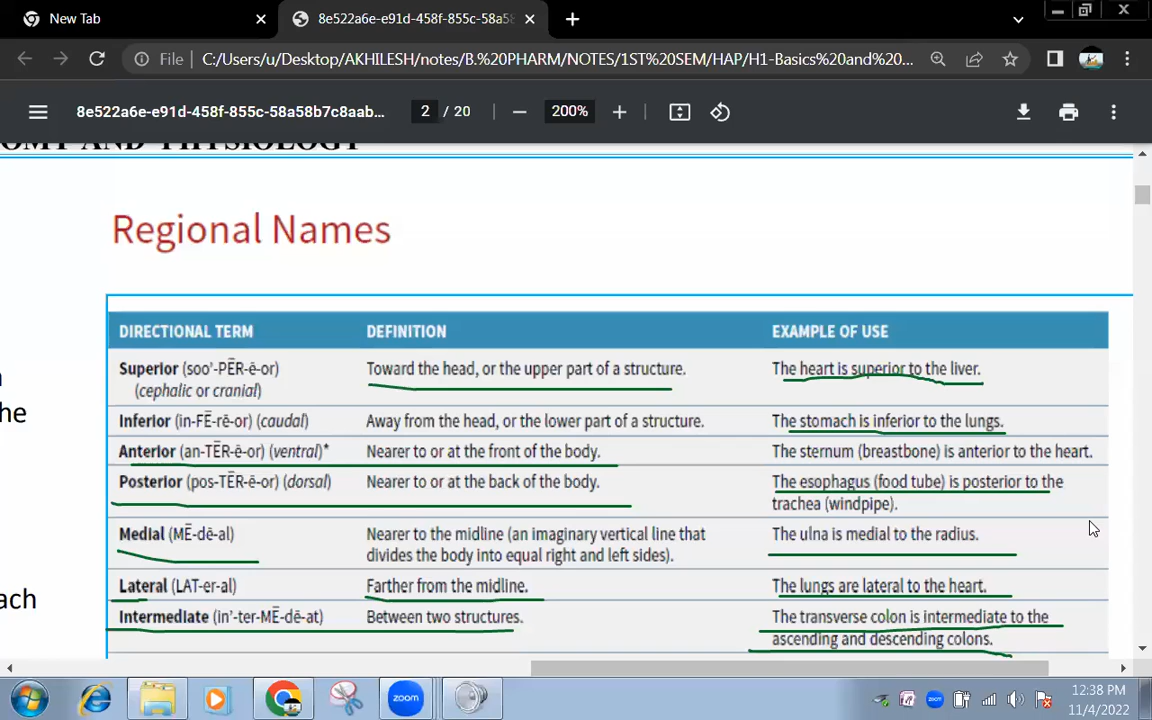 New Tab
8e522a6e-e91d-458f-855c-58a5
File C:/Users/u/Desktop/AKHILESH/notes/B.%20PHARM/NOTES/1ST%20SEM/HAP/H1-Basics%20and%20...
8e522a6e-e91d-458f-855c-58a58b7c8aab... 2 / 20 200%
OMY AND PHYSIOLOGY
Regional Names
DIRECTIONAL TERM DEFINITION EXAMPLE OF USE
Superior (soo'-PĒR-ē-or) Toward the head, or the upper part of a structure. The heart is superior to the liver.
(cephalic or cranial)
he
Inferior (in-FĒ-rē-or) (caudal) Away from the head, or the lower part of a structure. The stomach is inferior to the lungs.
Anterior (an-TĒR-ē-or) (ventral)* Nearer to or at the front of the body. The sternum (breastbone) is anterior to the heart.
Posterior (pos-TĒR-ē-or) (dorsal) Nearer to or at the back of the body. The esophagus (food tube) is posterior to the
trachea (windpipe).
Medial (MĒ-dē-al) Nearer to the midline (an imaginary vertical line that The ulna is medial to the radius.
divides the body into equal right and left sides).
ach Lateral (LAT-er-al) Farther from the midline. The lungs are lateral to the heart.
Intermediate (in'-ter-MĒ-dē-at) Between two structures. The transverse colon is intermediate to the
ascending and descending colons.
zoom
zoom
12:38 PM
11/4/2022